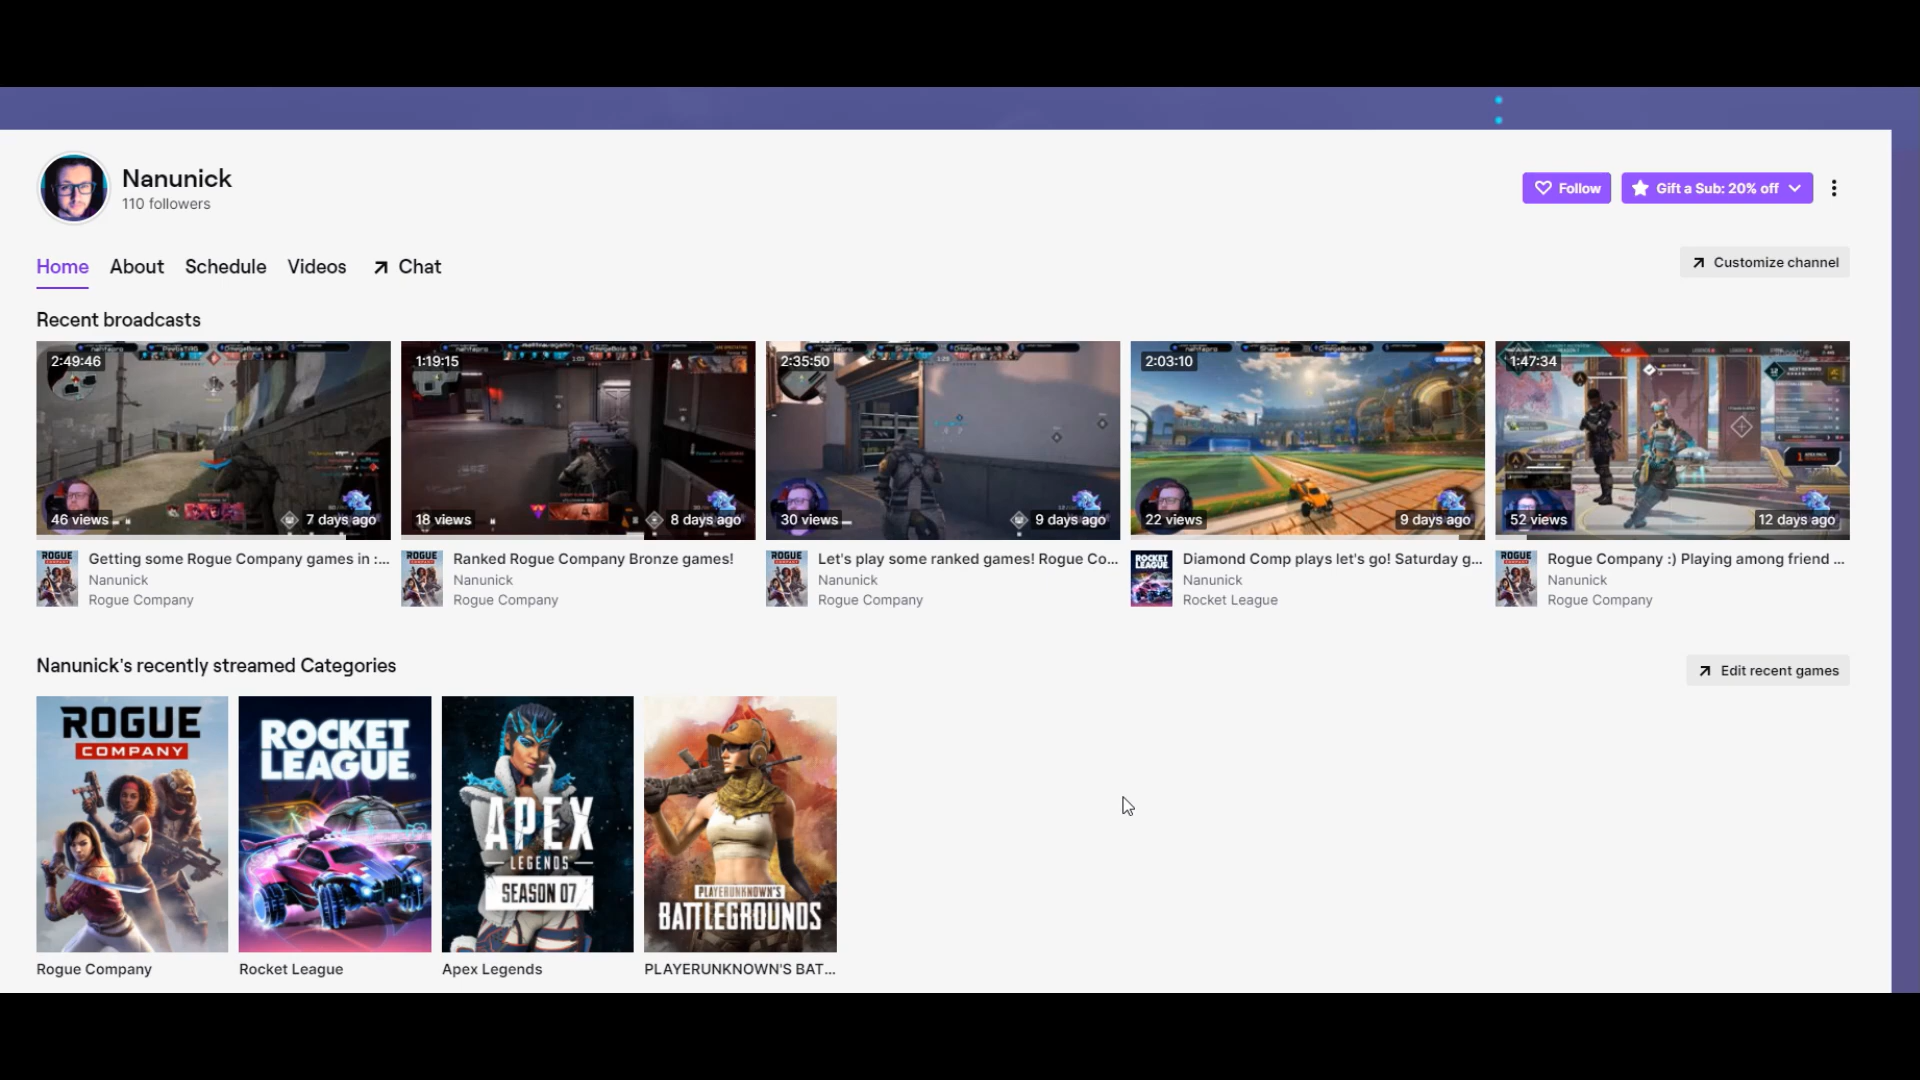 Nanunick
110 followers
Follow
Gift a Sub: 20% off
Home About Schedule Videos Chat
Customize channel
Recent broadcasts
2:49:46
46 views
7 days ago
Getting some Rogue Company games in :...
Nanunick
Rogue Company
1:19:15
18 views
8 days ago
Ranked Rogue Company Bronze games!
Nanunick
Rogue Company
2:35:50
30 views
9 days ago
Let's play some ranked games! Rogue Co...
Nanunick
Rogue Company
2:03:10
22 views
9 days ago
Diamond Comp plays let's go! Saturday g...
Nanunick
Rocket League
1:47:34
52 views
12 days ago
Rogue Company :) Playing among friend ...
Nanunick
Rogue Company
Nanunick's recently streamed Categories
Edit recent games
ROGUE
COMPANY
Rogue Company
ROCKET
LEAGUE
Rocket League
APEX
LEGENDS
SEASON 07
Apex Legends
PLAYERUNKNOWN'S
BATTLEGROUNDS
PLAYERUNKNOWN'S BAT...